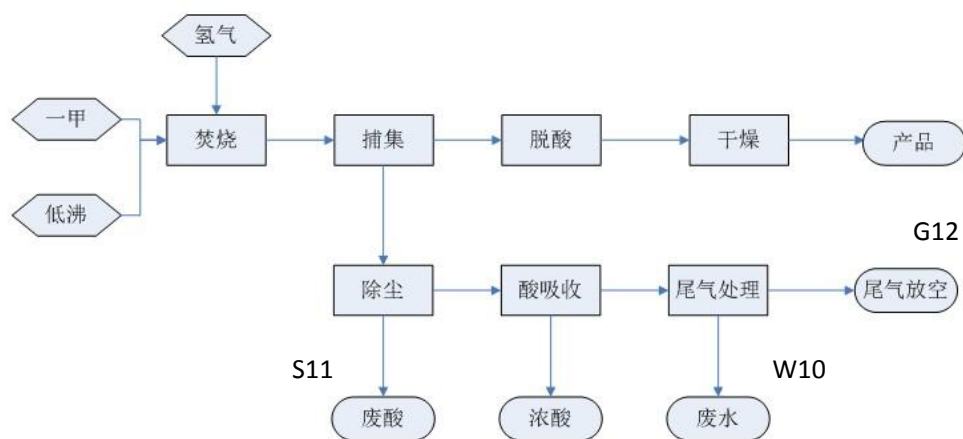 氢气
一甲
焚烧
捕集
脱酸
干燥
产品
低沸
G12
除尘
酸吸收
尾气处理
尾气放空
S11
W10
废酸
浓酸
废水